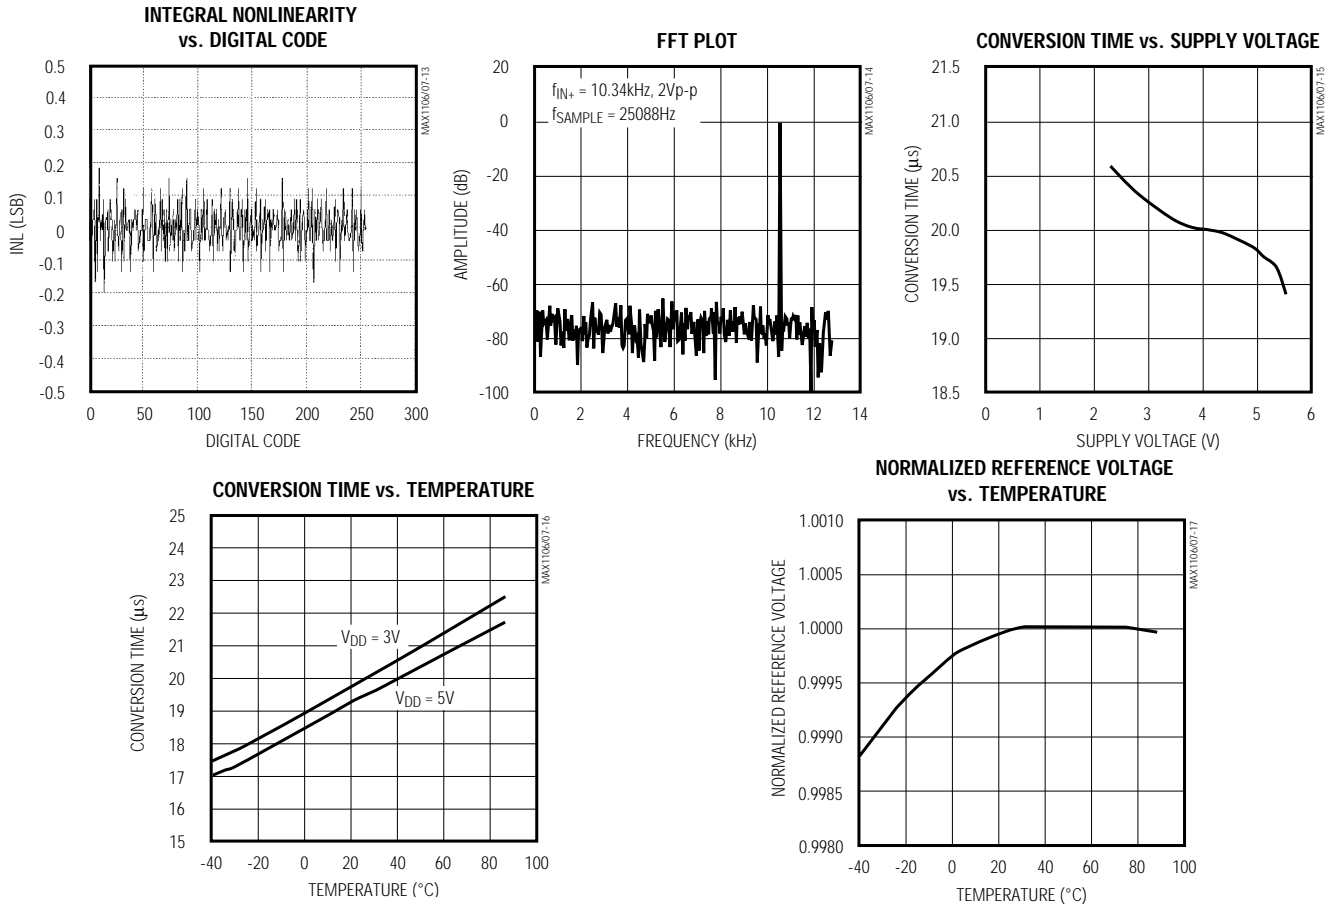 INTEGRAL NONLINEARITY
vs. DIGITAL CODE
0.5
0.4
0.3
0.2
0.1
0
-0.1
-0.2
-0.3
-0.4
-0.5
INL (LSB)
0 50 100 150 200 250 300
DIGITAL CODE
MAX1106/07-13
FFT PLOT
fIN+ = 10.34kHz, 2Vp-p
fSAMPLE = 25088Hz
20
0
-20
-40
-60
-80
-100
AMPLITUDE (dB)
0 2 4 6 8 10 12 14
FREQUENCY (kHz)
MAX1106/07-14
CONVERSION TIME vs. SUPPLY VOLTAGE
21.5
21.0
20.5
20.0
19.5
19.0
18.5
CONVERSION TIME (µs)
0 1 2 3 4 5 6
SUPPLY VOLTAGE (V)
MAX1106/07-15
CONVERSION TIME vs. TEMPERATURE
25
24
23
22
21
20
19
18
17
16
15
CONVERSION TIME (µs)
VDD = 3V
VDD = 5V
-40 -20 0 20 40 60 80 100
TEMPERATURE (°C)
MAX1106/07-16
NORMALIZED REFERENCE VOLTAGE
vs. TEMPERATURE
1.0010
1.0005
1.0000
0.9995
0.9990
0.9985
0.9980
NORMALIZED REFERENCE VOLTAGE
-40 -20 0 20 40 60 80 100
TEMPERATURE (°C)
MAX1106/07-17